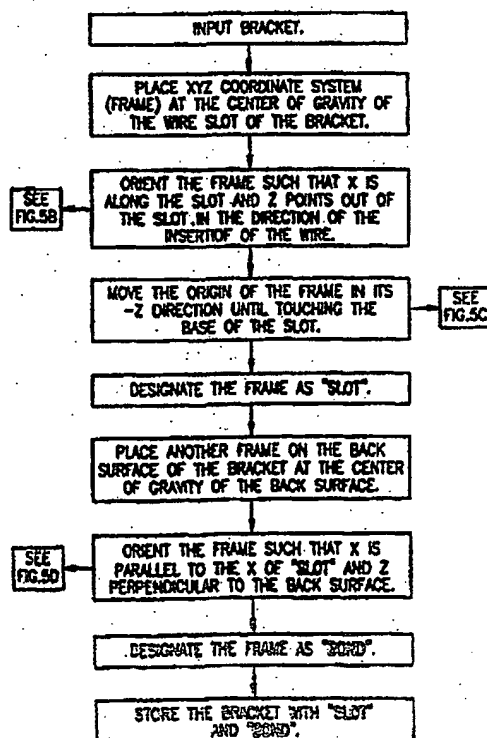 INPUT BRACKET.
PLACE XYZ COORDINATE SYSTEM
(FRAME) AT THE CENTER OF GRAVITY OF
THE WIRE SLOT OF THE BRACKET.
SEE
FIG.5B
ORIENT THE FRAME SUCH THAT X IS
ALONG THE SLOT AND Z POINTS OUT OF
THE SLOT IN THE DIRECTION OF THE
INSERTIOF OF THE WIRE.
MOVE THE ORIGIN OF THE FRAME IN ITS
-Z DIRECTION UNTIL TOUCHING THE
BASE OF THE SLOT.
SEE
FIG.5C
DESIGNATE THE FRAME AS "SLOT".
PLACE ANOTHER FRAME ON THE BACK
SURFACE OF THE BRACKET AT THE CENTER
OF GRAVITY OF THE BACK SURFACE.
SEE
FIG.5D
ORIENT THE FRAME SUCH THAT X IS
PARALLEL TO THE X OF "SLOT" AND Z
PERPENDICULAR TO THE BACK SURFACE.
DESIGNATE THE FRAME AS "BOND".
STORE THE BRACKET WITH "SLOT"
AND "BOND".